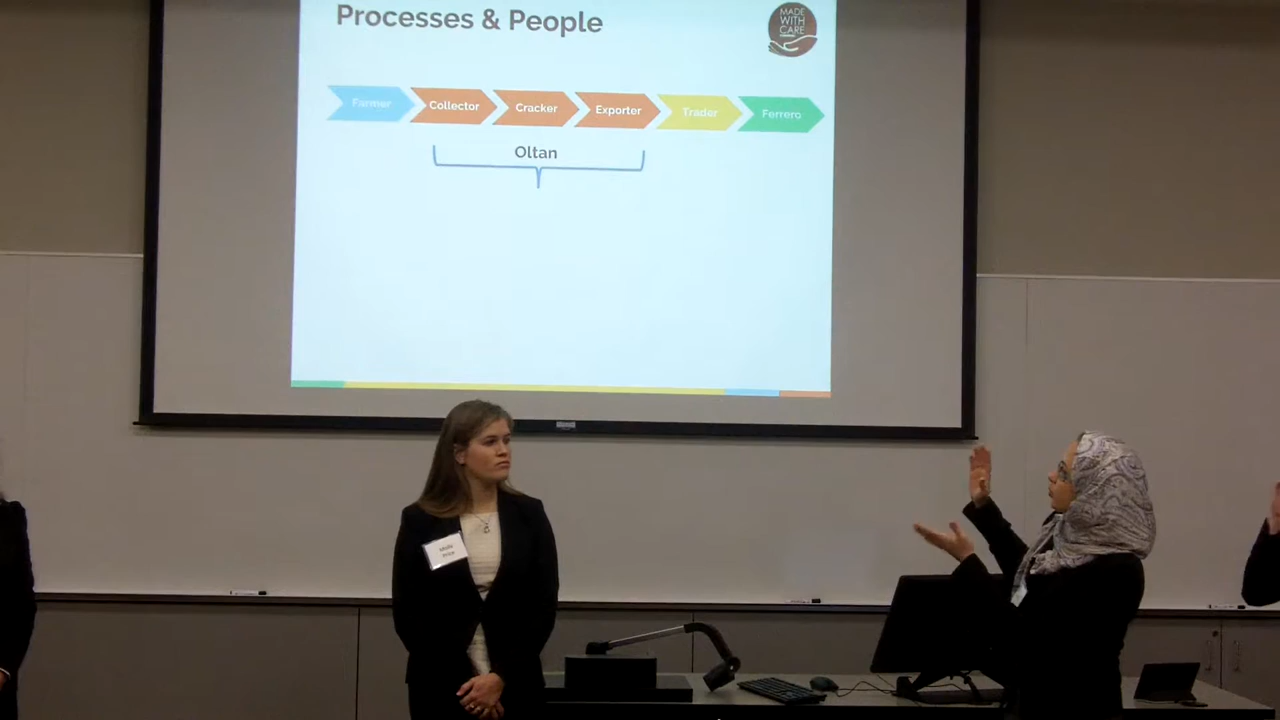 Processes & People
MADE
WITH
CARE
Farmer
Collector
Cracker
Exporter
Trader
Ferrero
Oltan